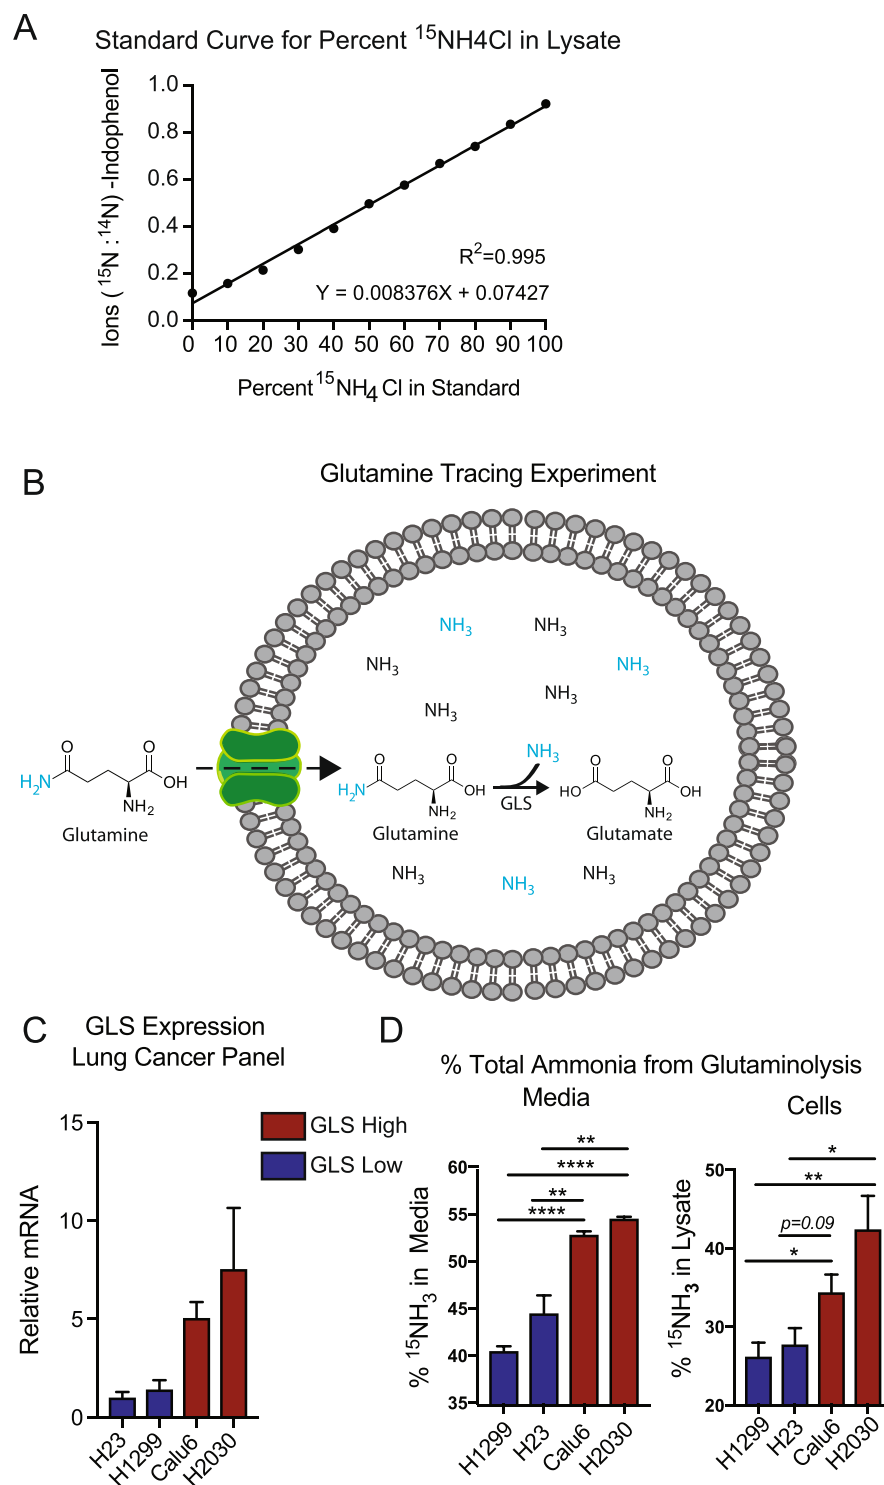 A
Standard Curve for Percent ¹⁵NH4Cl in Lysate
Ions (¹⁵N :¹⁴N) -Indophenol
1.0
0.8
0.6
0.4
0.2
0.0
R²=0.995
Y = 0.008376X + 0.07427
0 10 20 30 40 50 60 70 80 90 100
Percent ¹⁵NH₄ Cl in Standard
B
Glutamine Tracing Experiment
NH₃ NH₃
NH₃ NH₃
NH₃ NH₃
O O
H₂N OH
NH₂
Glutamine
O O
H₂N OH
NH₂
Glutamine
NH₃
GLS
O O
HO OH
NH₂
Glutamate
NH₃ NH₃ NH₃
C
GLS Expression
Lung Cancer Panel
GLS High
GLS Low
Relative mRNA
15
10
5
0
H23 H1299 Calu6 H2030
D
% Total Ammonia from Glutaminolysis
Media
% ¹⁵NH₃ in Media
60
55
45
40
35
**
****
**
****
H1299 H23 Calu6 H2030
Cells
% ¹⁵NH₃ in Lysate
50
40
30
20
*
**
p=0.09
*
H1299 H23 Calu6 H2030